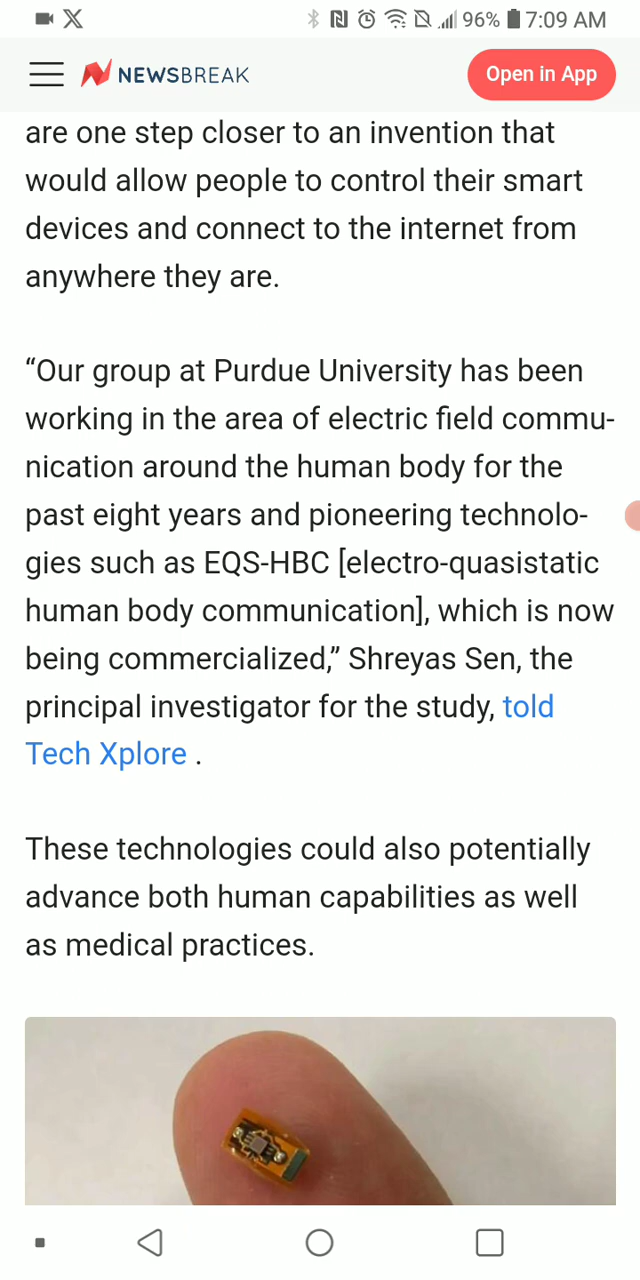 96% 7:09 AM
NEWSBREAK
Open in App
are one step closer to an invention that
would allow people to control their smart
devices and connect to the internet from
anywhere they are.
“Our group at Purdue University has been
working in the area of electric field commu-
nication around the human body for the
past eight years and pioneering technolo-
gies such as EQS-HBC [electro-quasistatic
human body communication], which is now
being commercialized,” Shreyas Sen, the
principal investigator for the study, told
Tech Xplore .
These technologies could also potentially
advance both human capabilities as well
as medical practices.